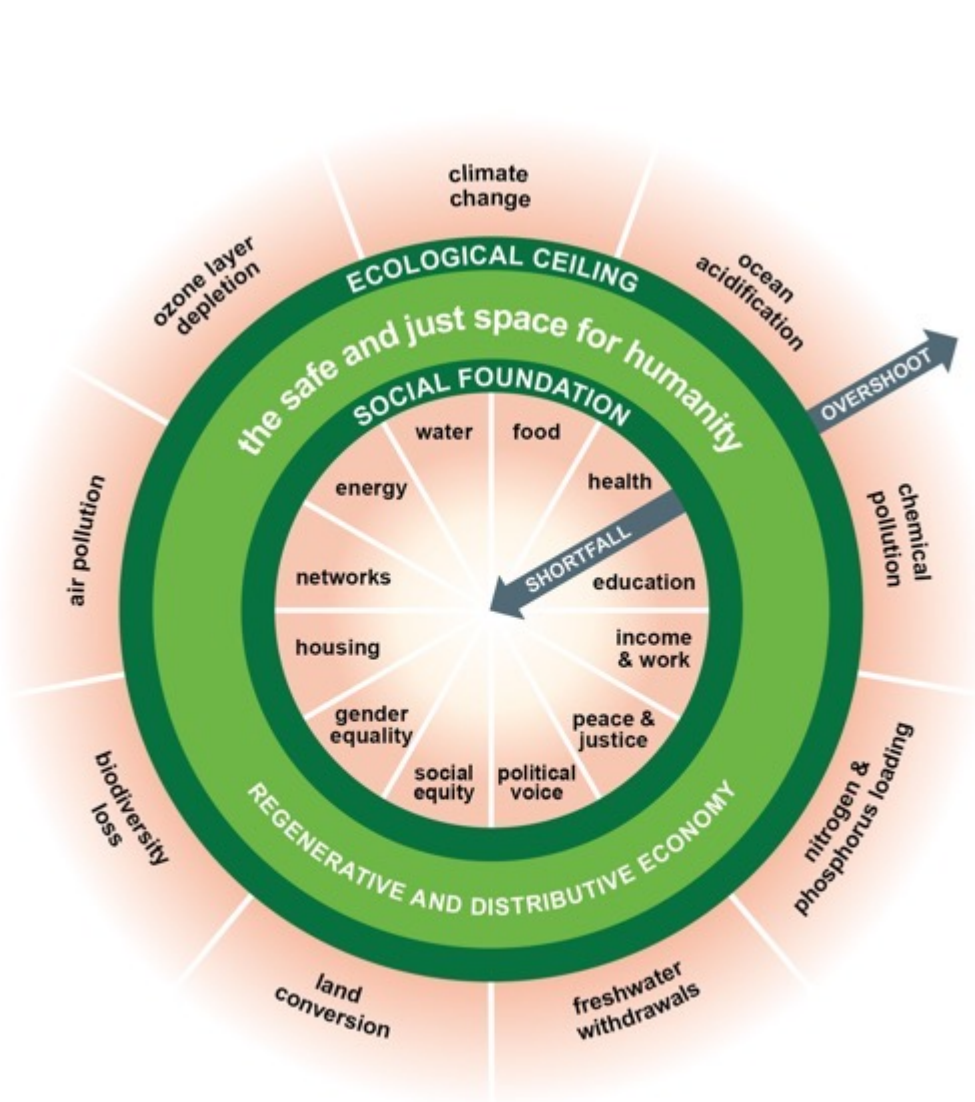 climate
change
ozone layer
depletion
ocean
acidification
ECOLOGICAL CEILING
the safe and just space for humanity
OVERSHOOT
SOCIAL FOUNDATION
water
food
energy
health
SHORTFALL
air pollution
chemical
pollution
networks
education
housing
income
& work
gender
equality
peace &
justice
social
equity
political
voice
biodiversity
loss
nitrogen &
phosphorus loading
REGENERATIVE AND DISTRIBUTIVE ECONOMY
land
conversion
freshwater
withdrawals